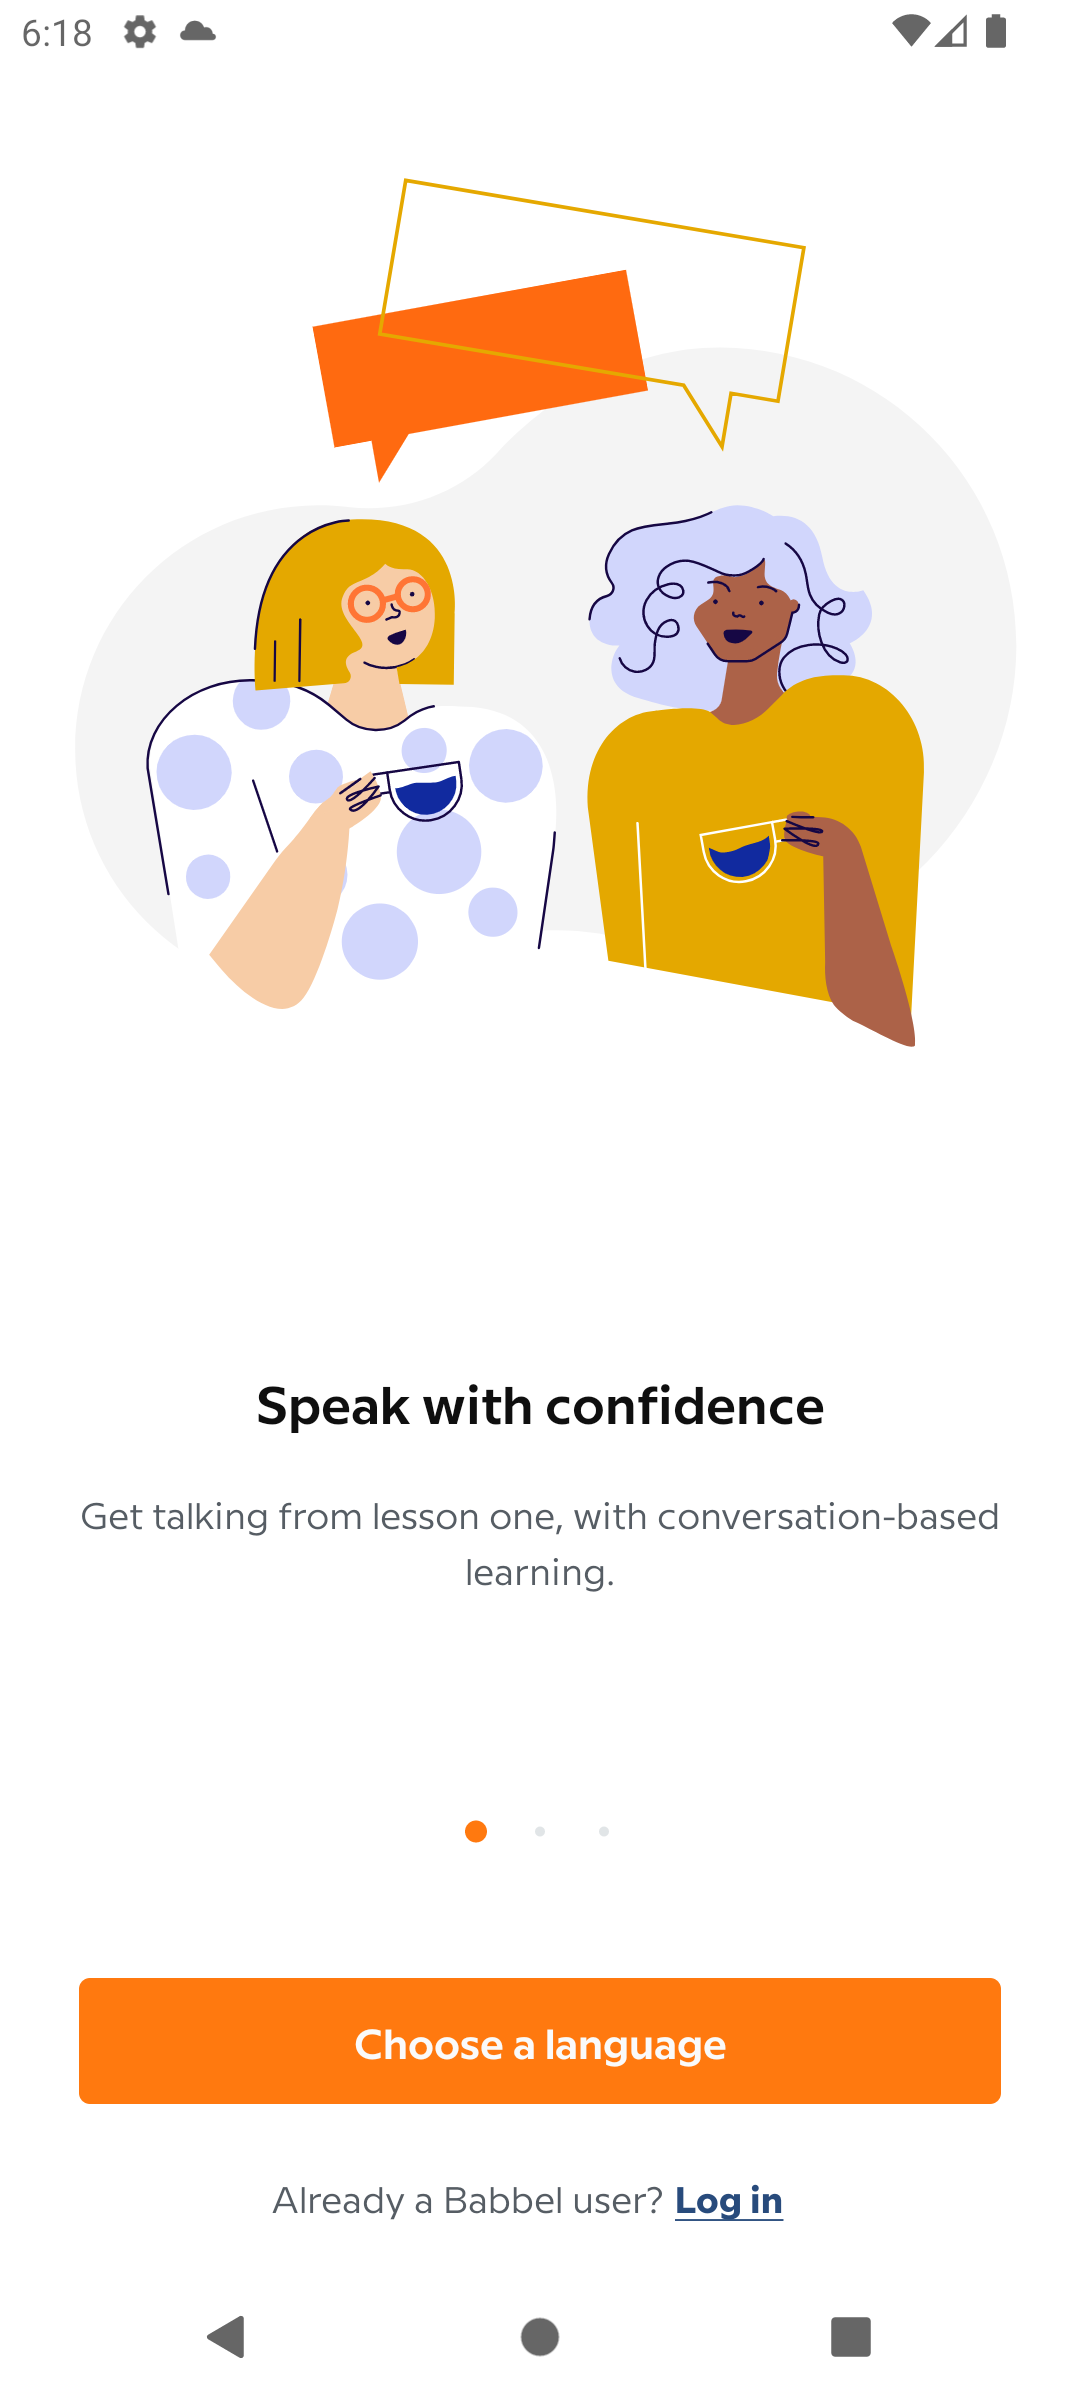 6:18
Speak with confidence
Get talking from lesson one, with conversation-based
learning.
Choose a language
Already a Babbel user? Log in